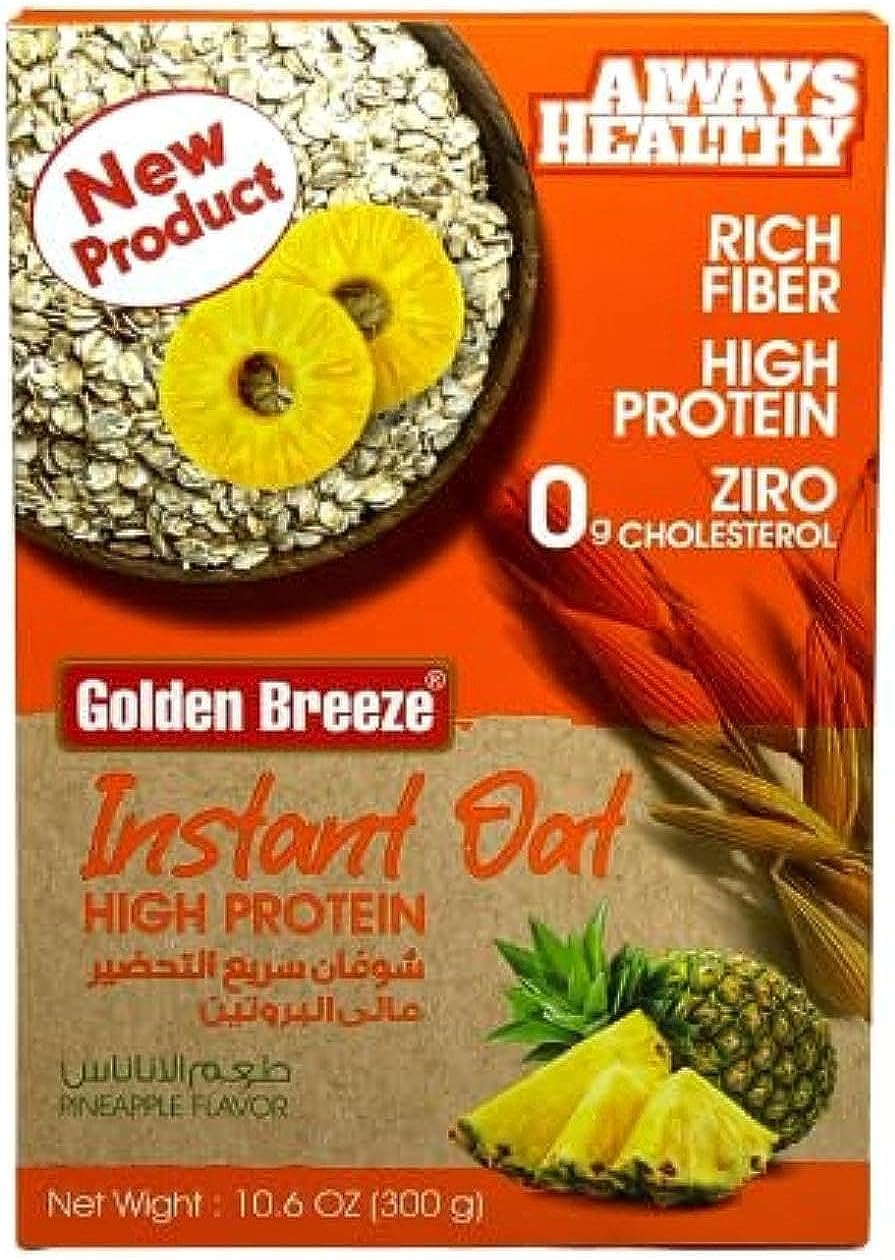 New
Product
ALWAYS
HEALTHY
RICH
FIBER
HIGH
PROTEIN
0g ZIRO
CHOLESTEROL
Golden Breeze®
Instant Oat
HIGH PROTEIN
شوفان سريع التحضير
عالى البروتين
طعم الاناناس
PINEAPPLE FLAVOR
Net Wight : 10.6 OZ (300 g)